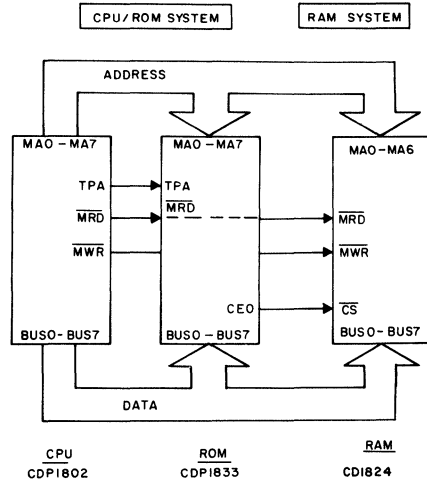 CPU/ROM SYSTEM
RAM SYSTEM
ADDRESS
MA0-MA7
MA0-MA7
MA0-MA6
TPA
TPA
MRD
MRD
MRD
MWR
MWR
CEO
CS
BUS0-BUS7
BUS0-BUS7
BUS0-BUS7
DATA
CPU
CDP1802
ROM
CDP1833
RAM
CD1824